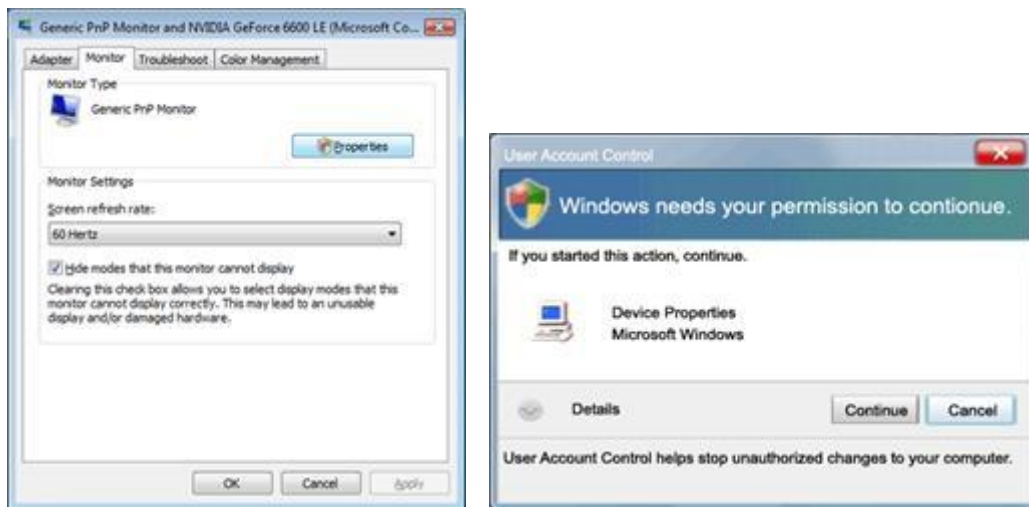 Generic PnP Monitor and NVIDIA GeForce 6600 LE (Microsoft Co...
Adapter Monitor Troubleshoot Color Management
Monitor Type
Generic PnP Monitor
Properties
Monitor Settings
Screen refresh rate:
60 Hertz
Hide modes that this monitor cannot display
Clearing this check box allows you to select display modes that this
monitor cannot display correctly. This may lead to an unusable
display and/or damaged hardware.
OK Cancel Apply
User Account Control
Windows needs your permission to contionue.
If you started this action, continue.
Device Properties
Microsoft Windows
Details Continue Cancel
User Account Control helps stop unauthorized changes to your computer.